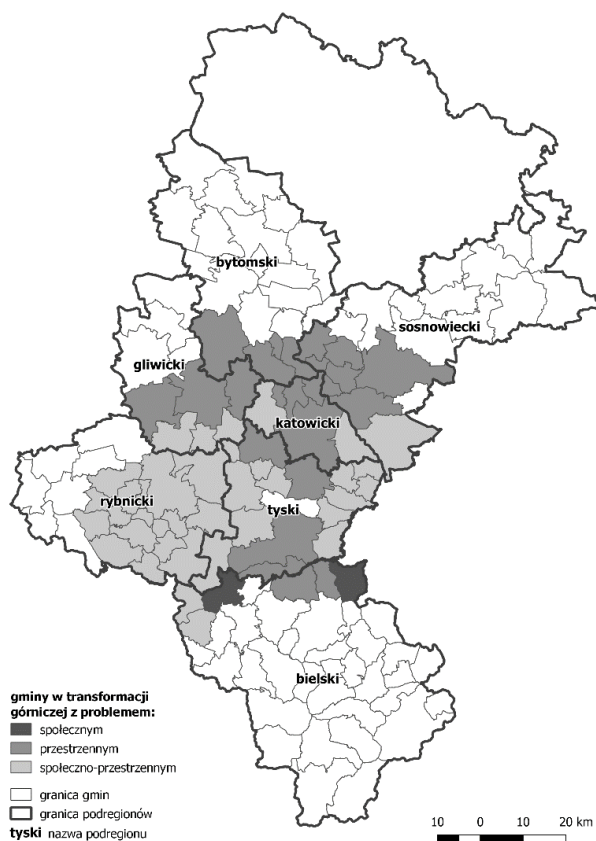 bytomski
sosnowiecki
gliwicki
katowicki
rybnicki
tyski
bielski
gminy w transformacji
górniczej z problemem:
społecznym
przestrzennym
społeczno-przestrzennym
granica gmin
granica podregionów
tyski nazwa podregionu
10 0 10 20 km